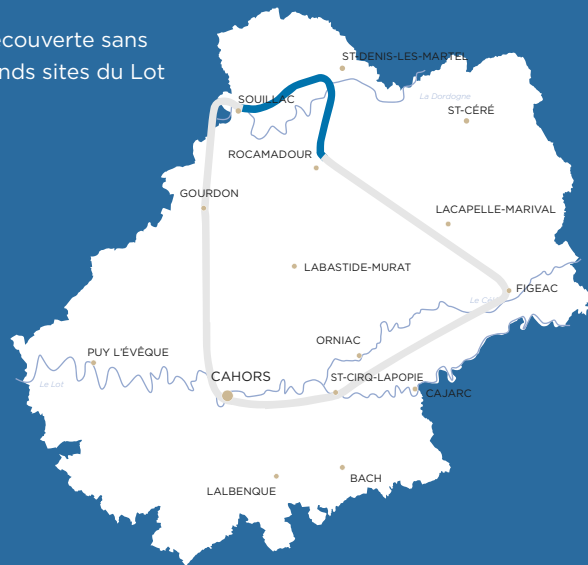 écouverte sans
nds sites du Lot
ST-DENIS-LES-MARTEL
La Dordogne
SOUILLAC
ST-CÉRÉ
ROCAMADOUR
GOURDON
LACAPELLE-MARIVAL
LABASTIDE-MURAT
FIGEAC
Le Célé
ORNIAC
PUY L'ÉVÊQUE
CAHORS
ST-CIRQ-LAPOPIE
Le Lot
CAJARC
BACH
LALBENQUE